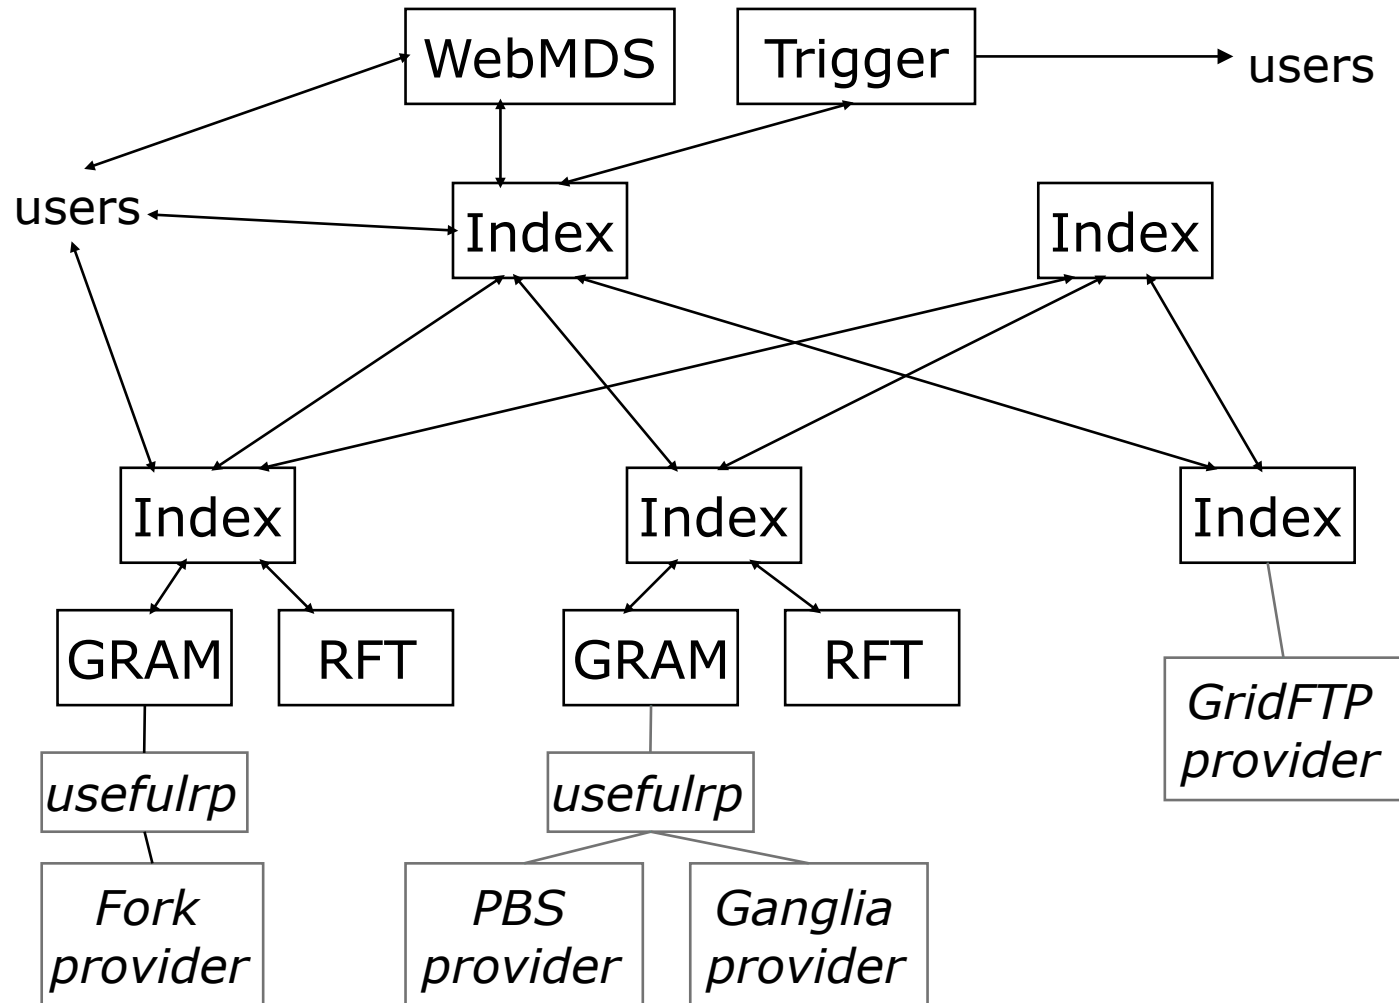 WebMDS
Trigger
users
users
Index
Index
Index
Index
Index
GRAM
RFT
GRAM
RFT
GridFTP
provider
usefulrp
usefulrp
Fork
provider
PBS
provider
Ganglia
provider